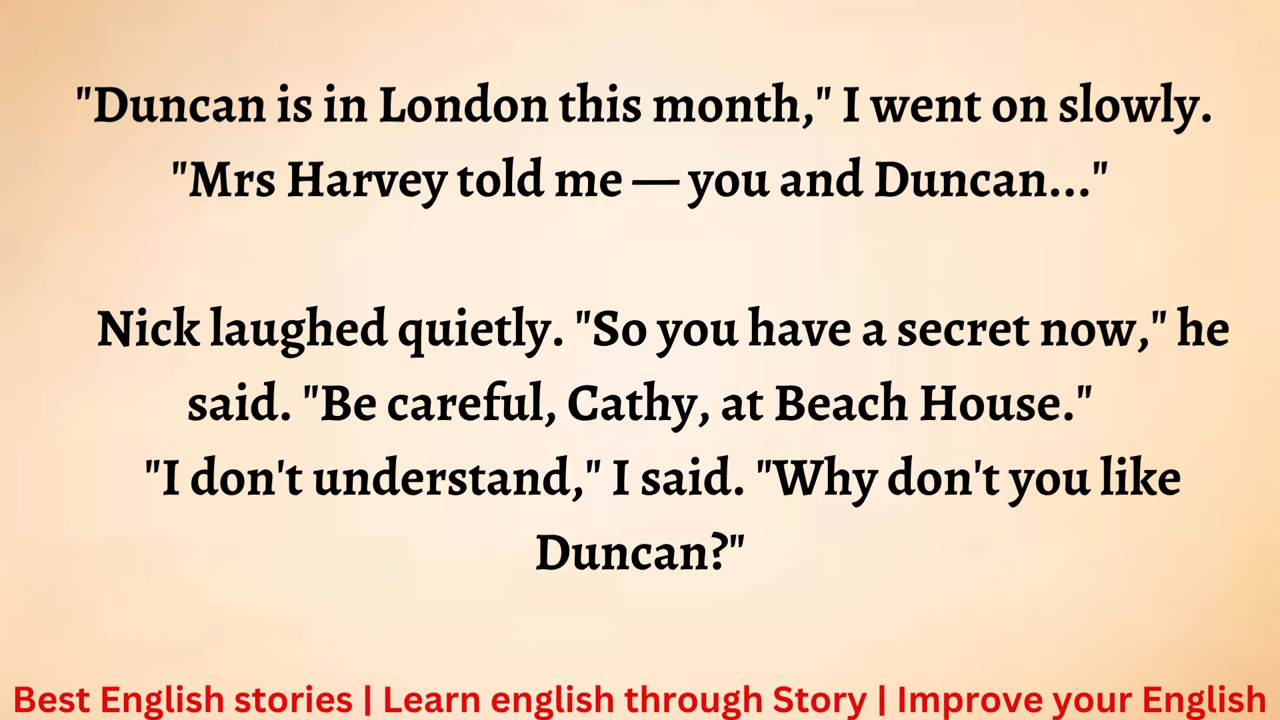 "Duncan is in London this month," I went on slowly.
"Mrs Harvey told me — you and Duncan..."
Nick laughed quietly. "So you have a secret now," he
said. "Be careful, Cathy, at Beach House."
"I don't understand," I said. "Why don't you like
Duncan?"
Best English stories | Learn english through Story | Improve your English